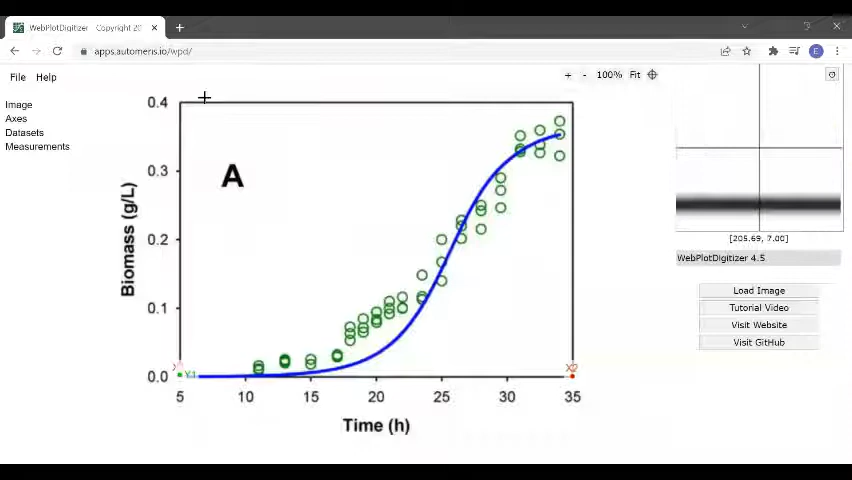 WebPlotDigitizer - Copyright 20
apps.automeris.io/wpd/
E
File Help
+ - 100% Fit
Image
Axes
Datasets
Measurements
0.4
0.3
0.2
0.1
0.0
A
Biomass (g/L)
Y1
X2
5 10 15 20 25 30 35
Time (h)
[205.69, 7.00]
WebPlotDigitizer 4.5
Load Image
Tutorial Video
Visit Website
Visit GitHub